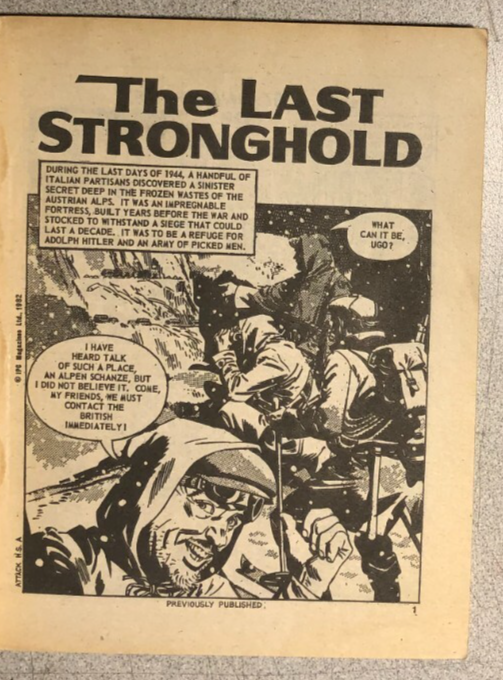 The LAST
STRONGHOLD
DURING THE LAST DAYS OF 1944, A HANDFUL OF
ITALIAN PARTISANS DISCOVERED A SINISTER
SECRET DEEP IN THE FROZEN WASTES OF THE
AUSTRIAN ALPS. IT WAS AN IMPREGNABLE
FORTRESS, BUILT YEARS BEFORE THE WAR AND
STOCKED TO WITHSTAND A SIEGE THAT COULD
LAST A DECADE. IT WAS TO BE A REFUGE FOR
ADOLPH HITLER AND AN ARMY OF PICKED MEN.
WHAT
CAN IT BE,
UGO?
I HAVE
HEARD TALK
OF SUCH A PLACE,
AN ALPEN SCHANZE, BUT
I DID NOT BELIEVE IT. COME,
MY FRIENDS, WE MUST
CONTACT THE
BRITISH
IMMEDIATELY!
© IPC Magazines Ltd., 1982
ATTACK H.S. A
PREVIOUSLY PUBLISHED.
1